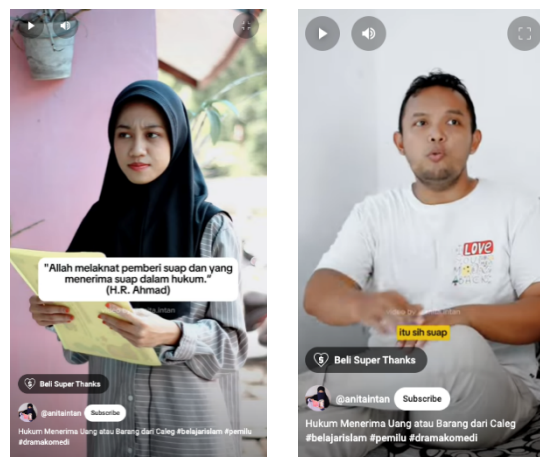 "Allah melaknat pemberi suap dan yang
menerima suap dalam hukum."
(H.R. Ahmad)
Beli Super Thanks
@anitaintan
Subscribe
Hukum Menerima Uang atau Barang dari Caleg #belajarislam #pemilu
#dramakomedi
LOVE
itu sih suap
Beli Super Thanks
@anitaintan
Subscribe
Hukum Menerima Uang atau Barang dari Caleg
#belajarislam #pemilu #dramakomedi